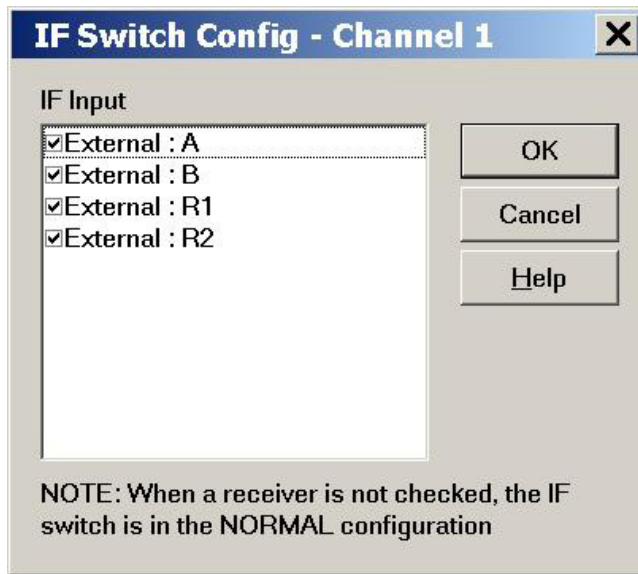 IF Switch Config - Channel 1
IF Input
External : A
External : B
External : R1
External : R2
OK
Cancel
Help
NOTE: When a receiver is not checked, the IF
switch is in the NORMAL configuration